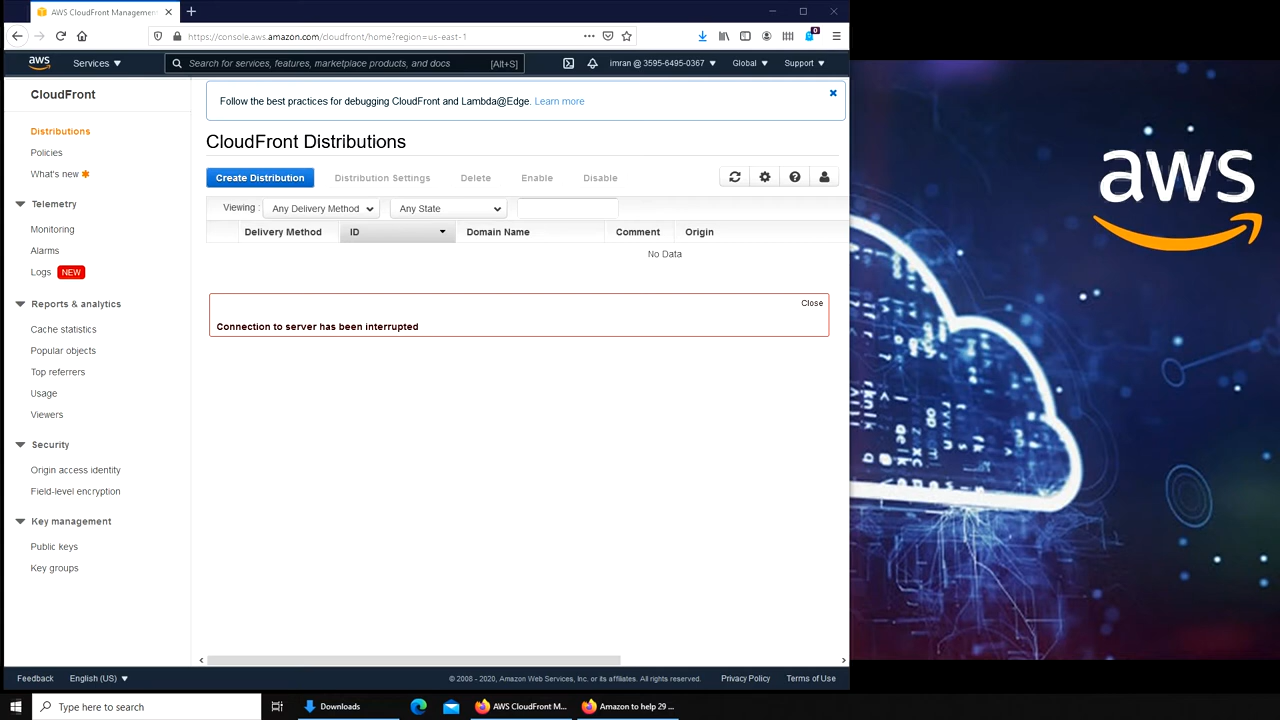 AWS CloudFront Management
https://console.aws.amazon.com/cloudfront/home?region=us-east-1
0
aws
Services
Search for services, features, marketplace products, and docs
[Alt+S]
imran @ 3595-6495-0367
Global
Support
CloudFront
Distributions
Policies
What's new
Telemetry
Monitoring
Alarms
Logs NEW
Reports & analytics
Cache statistics
Popular objects
Top referrers
Usage
Viewers
Security
Origin access identity
Field-level encryption
Key management
Public keys
Key groups
Follow the best practices for debugging CloudFront and Lambda@Edge. Learn more
CloudFront Distributions
Create Distribution
Distribution Settings
Delete
Enable
Disable
Viewing :
Any Delivery Method
Any State
Delivery Method
ID
Domain Name
Comment
Origin
No Data
Close
Connection to server has been interrupted
Feedback
English (US)
© 2008 - 2020, Amazon Web Services, Inc. or its affiliates. All rights reserved.
Privacy Policy
Terms of Use
aws
Type here to search
Downloads
AWS CloudFront M...
Amazon to help 29 ...